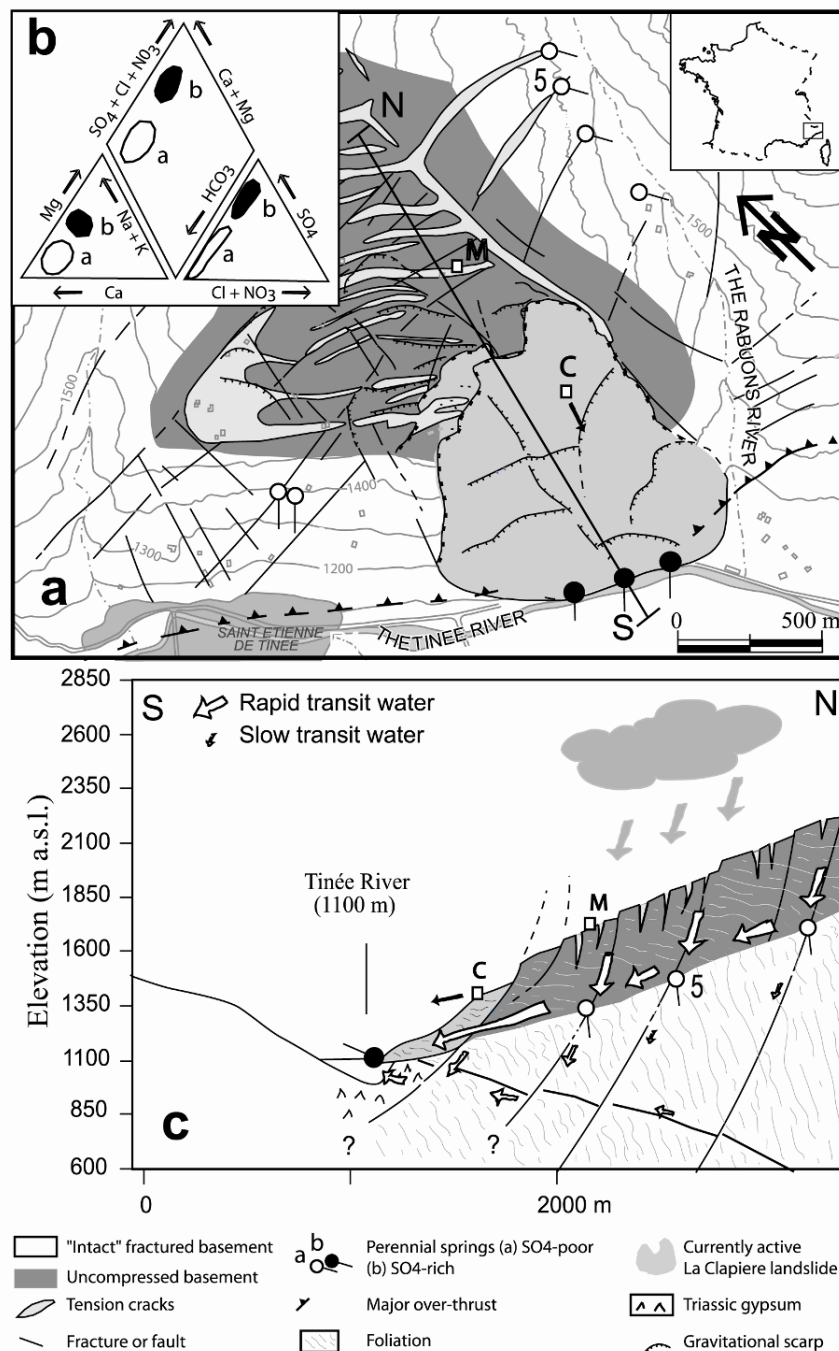 b
SO4 + Cl + NO3
Ca + Mg
b
a
Mg
Na + K
HCO3
SO4
b
a
b
a
Ca
Cl + NO3
5
N
M
C
1500
THE RABUONS RIVER
1500
1400
1300
1200
a
SAINT ETIENNE
DE TINEE
THE TINEE RIVER
S
0 500 m
2850
2600
2350
2100
1850
1600
1350
1100
850
600
Elevation (m a.s.l.)
S
N
Rapid transit water
Slow transit water
Tinée River
(1100 m)
M
C
5
c
?
?
0
2000 m
"Intact" fractured basement
Uncompressed basement
Tension cracks
Fracture or fault
b
a
Perennial springs (a) SO4-poor
(b) SO4-rich
Major over-thrust
Foliation
Currently active
La Clapiere landslide
Triassic gypsum
Gravitational scarp